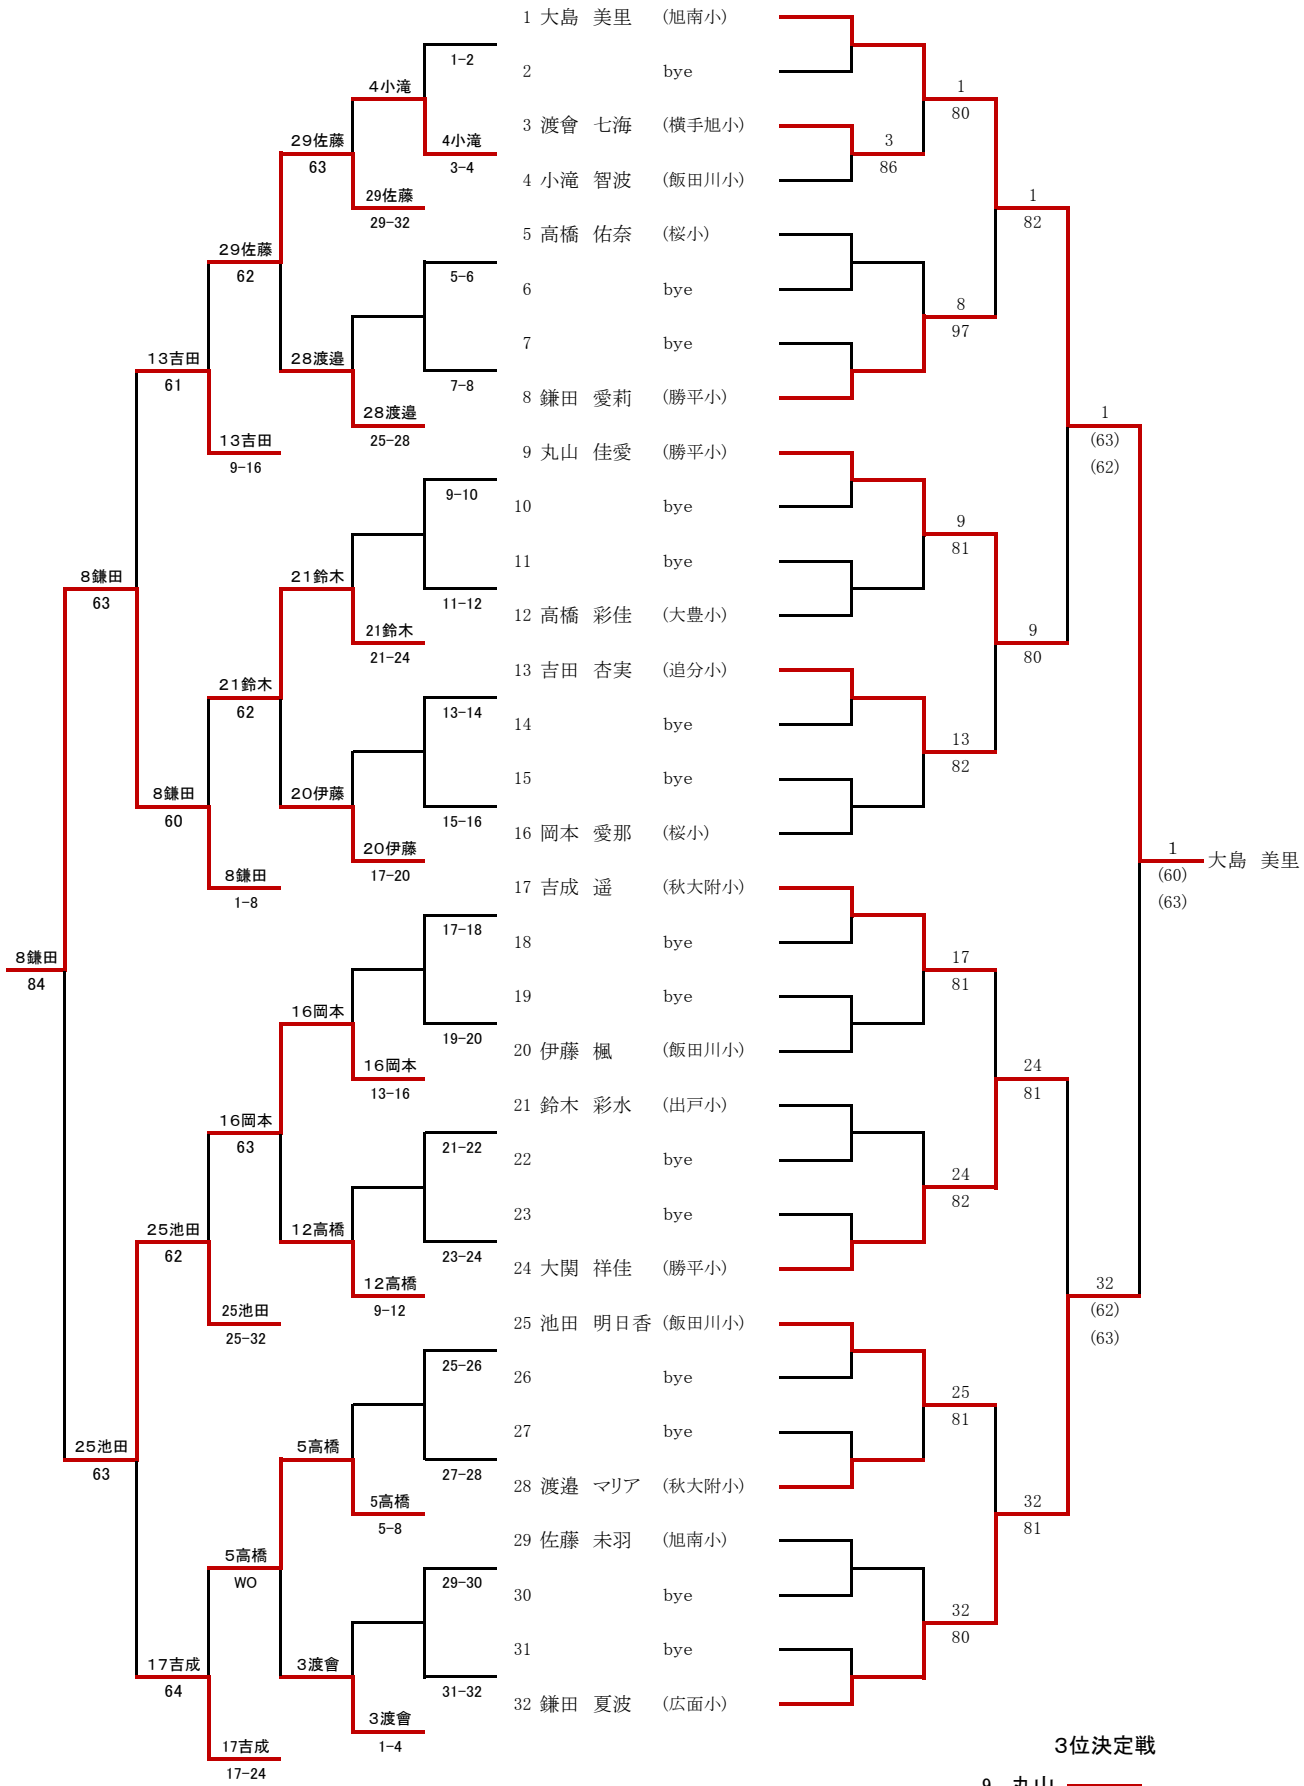 1 大島 美里 (旭南小)
1-2
2 bye
4小滝
1
80
3 渡會 七海 (横手旭小)
29佐藤
4小滝
3
63
3-4
86
4 小滝 智波 (飯田川小)
29佐藤
1
29-32
82
5 高橋 佑奈 (桜小)
29佐藤
62
5-6
6 bye
8
97
7 bye
13吉田
28渡邉
61
7-8
8 鎌田 愛莉 (勝平小)
28渡邉
1
25-28
(63)
13吉田
9 丸山 佳愛 (勝平小)
9-16
(62)
9-10
10 bye
9
81
11 bye
8鎌田
21鈴木
63
11-12
12 高橋 彩佳 (大豊小)
21鈴木
9
21-24
80
13 吉田 杏実 (追分小)
21鈴木
62
13-14
14 bye
13
82
15 bye
8鎌田
20伊藤
60
15-16
16 岡本 愛那 (桜小)
20伊藤
1
大島 美里
8鎌田
17-20
(60)
17 吉成 遥 (秋大附小)
1-8
(63)
17-18
18 bye
8鎌田
17
84
81
19 bye
16岡本
19-20
20 伊藤 楓 (飯田川小)
16岡本
24
13-16
81
21 鈴木 彩水 (出戸小)
16岡本
63
21-22
22 bye
24
82
23 bye
25池田
12高橋
62
23-24
24 大関 祥佳 (勝平小)
12高橋
32
25池田
9-12
(62)
25 池田 明日香 (飯田川小)
25-32
(63)
25-26
26 bye
25
81
27 bye
25池田
5高橋
63
27-28
28 渡邉 マリア (秋大附小)
5高橋
32
5-8
81
29 佐藤 未羽 (旭南小)
5高橋
WO
29-30
30 bye
32
80
31 bye
17吉成
3渡會
64
31-32
32 鎌田 夏波 (広面小)
3渡會
17吉成
1-4
3位決定戦
17-24
9 丸山